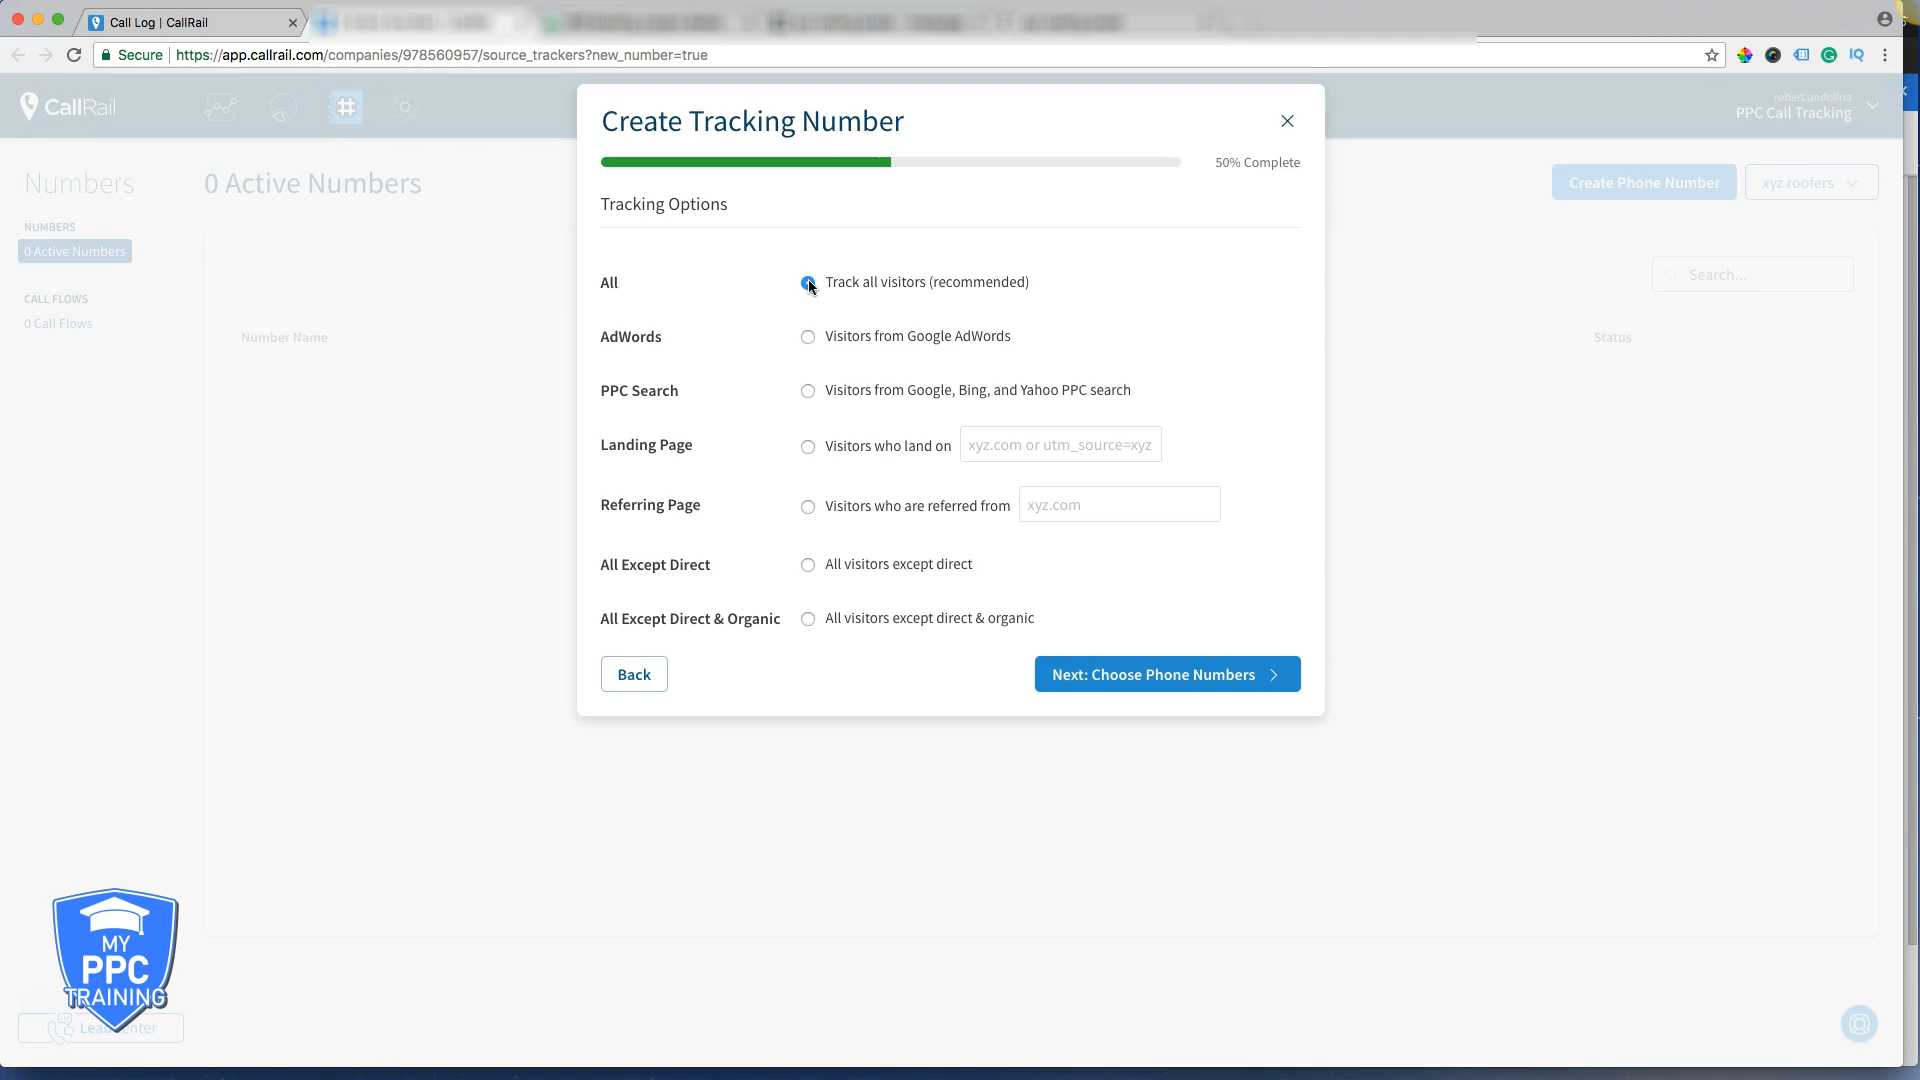 Call Log | CallRail
Secure | https://app.callrail.com/companies/978560957/source_trackers?new_number=true
IQ
CallRail
robert andolina
PPC Call Tracking
Create Tracking Number
50% Complete
Numbers
0 Active Numbers
Create Phone Number
xyz roofers
Tracking Options
NUMBERS
0 Active Numbers
Search...
CALL FLOWS
0 Call Flows
Number Name
Status
All
Track all visitors (recommended)
AdWords
Visitors from Google AdWords
PPC Search
Visitors from Google, Bing, and Yahoo PPC search
Landing Page
Visitors who land on
xyz.com or utm_source=xyz
Referring Page
Visitors who are referred from
xyz.com
All Except Direct
All visitors except direct
All Except Direct & Organic
All visitors except direct & organic
Back
Next: Choose Phone Numbers
MY
PPC
TRAINING